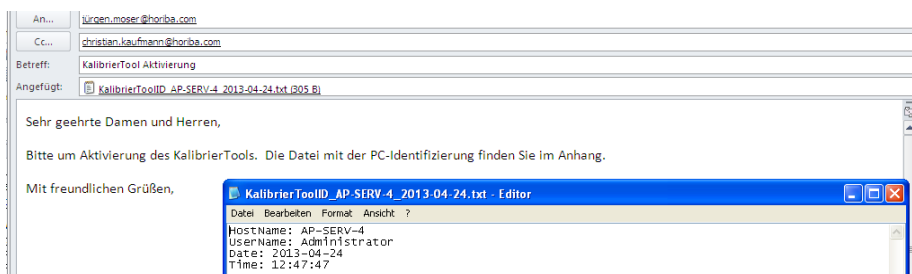 An... jürgen.moser@horiba.com
Cc... christian.kaufmann@horiba.com
Betreff: KalibrierTool Aktivierung
Angefügt: KalibrierToolID_AP-SERV-4_2013-04-24.txt (305 B)
Sehr geehrte Damen und Herren,
Bitte um Aktivierung des KalibrierTools. Die Datei mit der PC-Identifizierung finden Sie im Anhang.
Mit freundlichen Grüßen,
KalibrierToolID_AP-SERV-4_2013-04-24.txt - Editor
Datei Bearbeiten Format Ansicht ?
HostName: AP-SERV-4
UserName: Administrator
Date: 2013-04-24
Time: 12:47:47